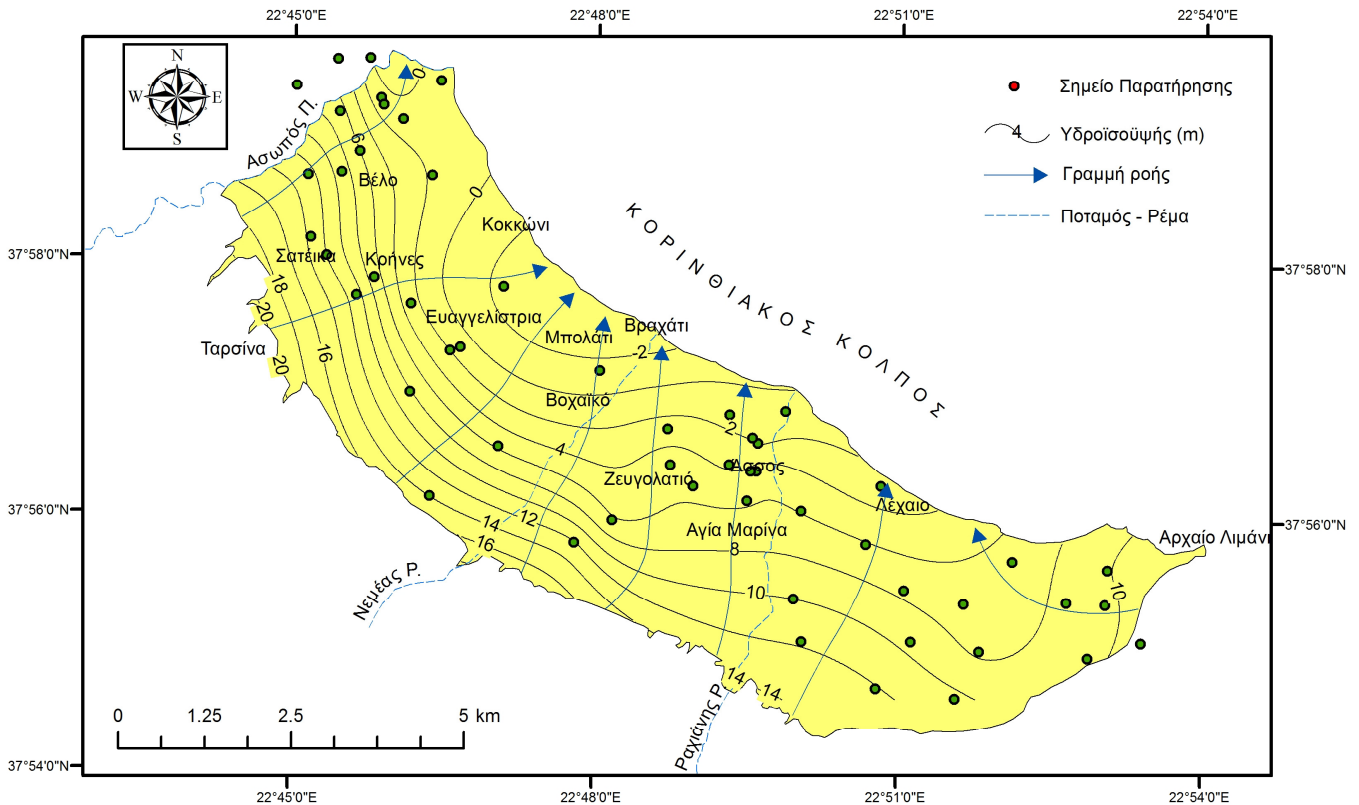 22°45'0"E
22°48'0"E
22°51'0"E
22°54'0"E
N
W
E
S
Σημείο Παρατήρησης
4
Υδροϊσοϋψής (m)
Γραμμή ροής
Ποταμός - Ρέμα
0
Ασωπός Π.
6
Βέλο
0
Κοκκώνι
ΚΟΡΙΝΘΙΑΚΟΣ ΚΟΛΠΟΣ
37°58'0"N
37°58'0"N
Σατέικα
Κρήνες
18
20
Ευαγγελίστρια
Μπολάτι
Βραχάτι
Ταρσίνα
16
20
-2
Βοχαϊκό
2
4
Ζευγολατιό
Άσσος
Λέχαιο
37°56'0"N
37°56'0"N
14
12
16
Αγία Μαρίνα
8
Αρχαίο Λιμάνι
Νεμέας Ρ.
10
10
14
14
Ραχιάνης Ρ.
0
1.25
2.5
5 km
37°54'0"N
37°54'0"N
22°45'0"E
22°48'0"E
22°51'0"E
22°54'0"E